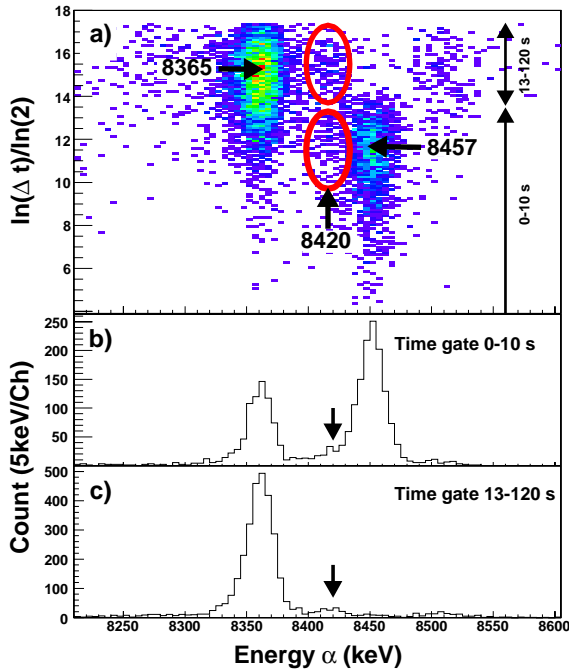 a)
18
16
14
12
10
8
6
ln(Δ t)/ln(2)
8365
8457
8420
13-120 s
0-10 s
b)
Time gate 0-10 s
250
200
150
100
50
Count (5keV/Ch)
c)
Time gate 13-120 s
500
400
300
200
100
0
8250 8300 8350 8400 8450 8500 8550 8600
Energy α (keV)